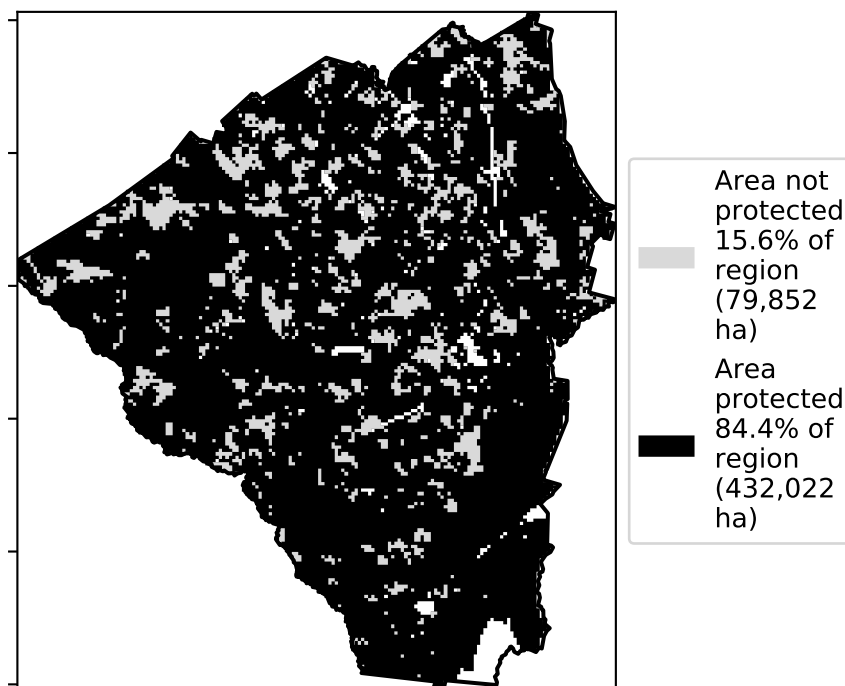 Area not
protected
15.6% of
region
(79,852
ha)
Area
protected
84.4% of
region
(432,022
ha)